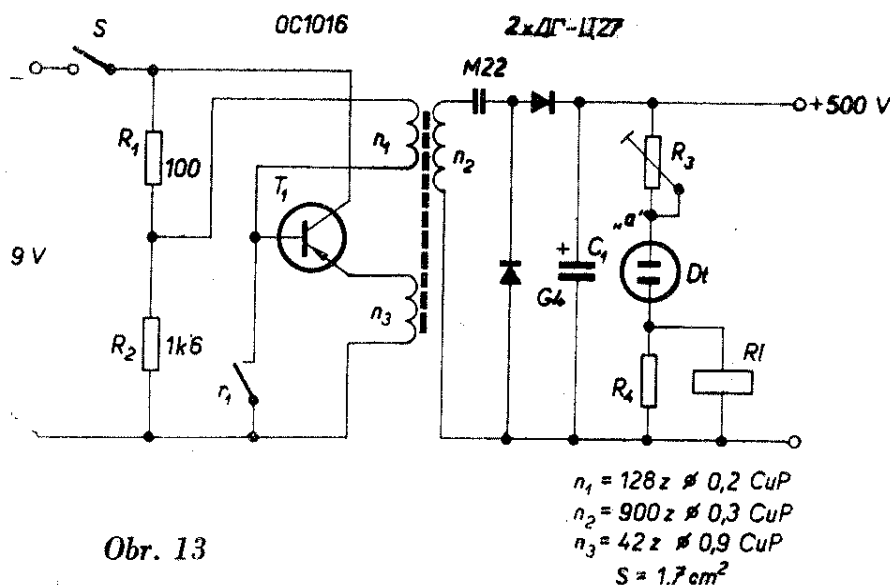 S
OC1016
2xДГ-Ц27
M22
−
+500 V
R1
100
n1
n2
R3
T1
„a"
9 V
+
C1
G4
Dt
n3
R2
1k6
r1
R4
Rl
n1 = 128 z ø 0,2 CuP
n2 = 900 z ø 0,3 CuP
n3 = 42 z ø 0,9 CuP
S = 1,7 cm²
Obr. 13